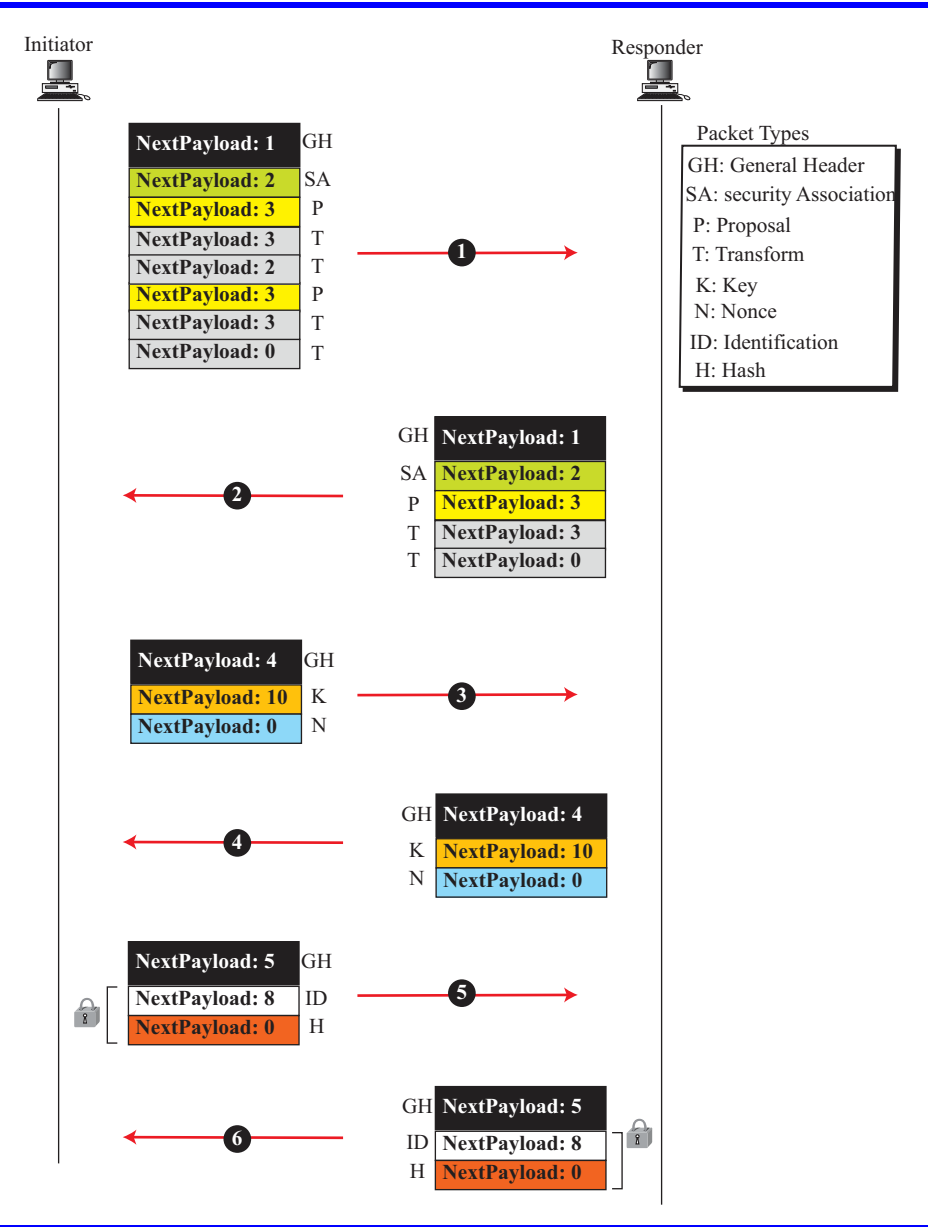 Initiator
Responder
NextPayload: 1 GH
NextPayload: 2 SA
NextPayload: 3 P
NextPayload: 3 T
NextPayload: 2 T
NextPayload: 3 P
NextPayload: 3 T
NextPayload: 0 T
1
Packet Types
GH: General Header
SA: security Association
P: Proposal
T: Transform
K: Key
N: Nonce
ID: Identification
H: Hash
GH NextPayload: 1
SA NextPayload: 2
P NextPayload: 3
T NextPayload: 3
T NextPayload: 0
2
NextPayload: 4 GH
NextPayload: 10 K
NextPayload: 0 N
3
GH NextPayload: 4
K NextPayload: 10
N NextPayload: 0
4
NextPayload: 5 GH
NextPayload: 8 ID
NextPayload: 0 H
5
GH NextPayload: 5
ID NextPayload: 8
H NextPayload: 0
6